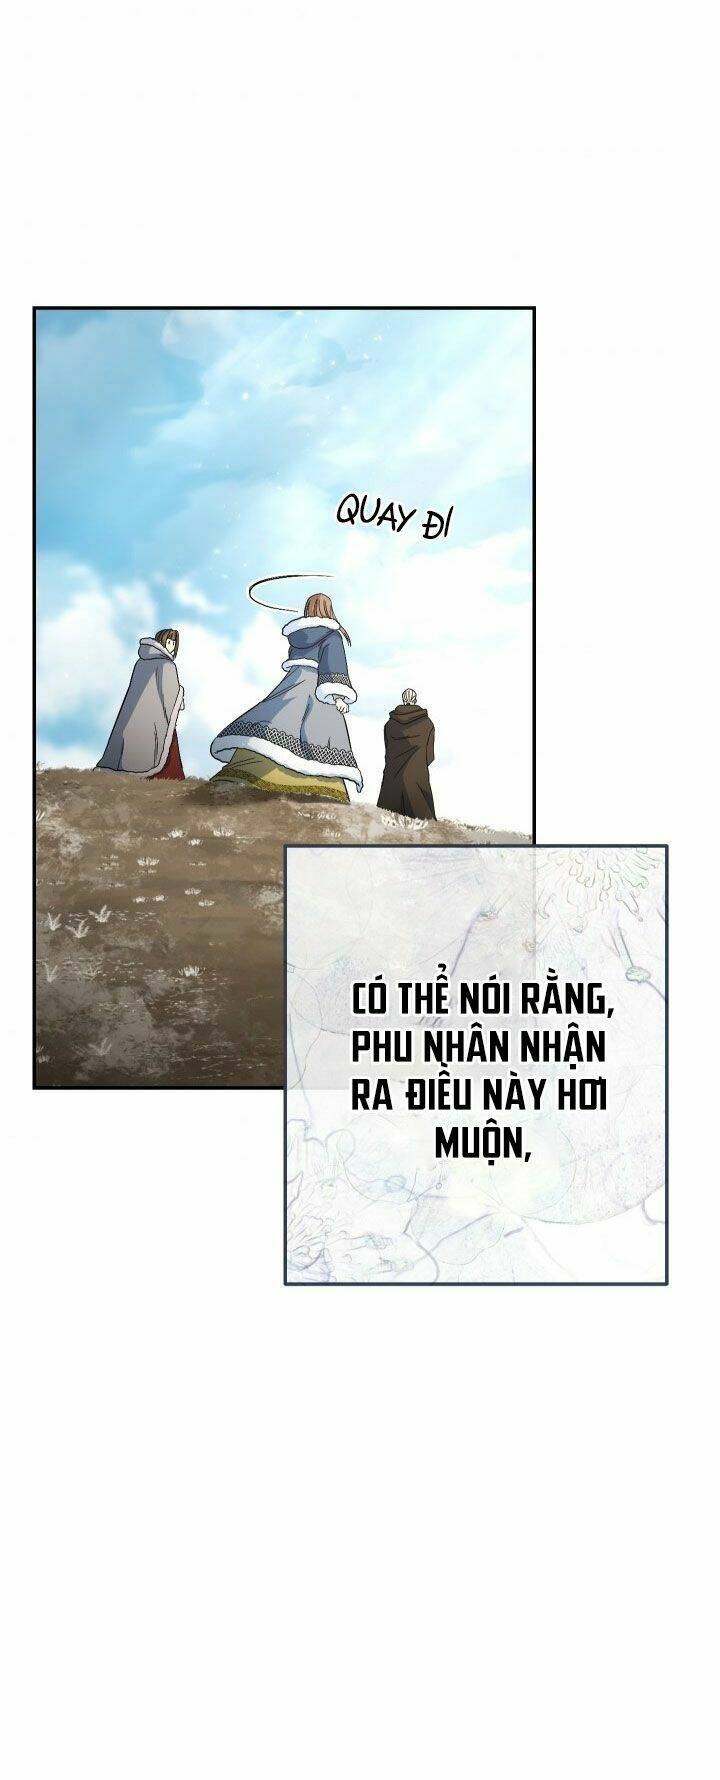 QUAY ĐI
CÓ THỂ NÓI RẰNG,
PHU NHÂN NHẬN
RA ĐIỀU NÀY HƠI
MUỘN,